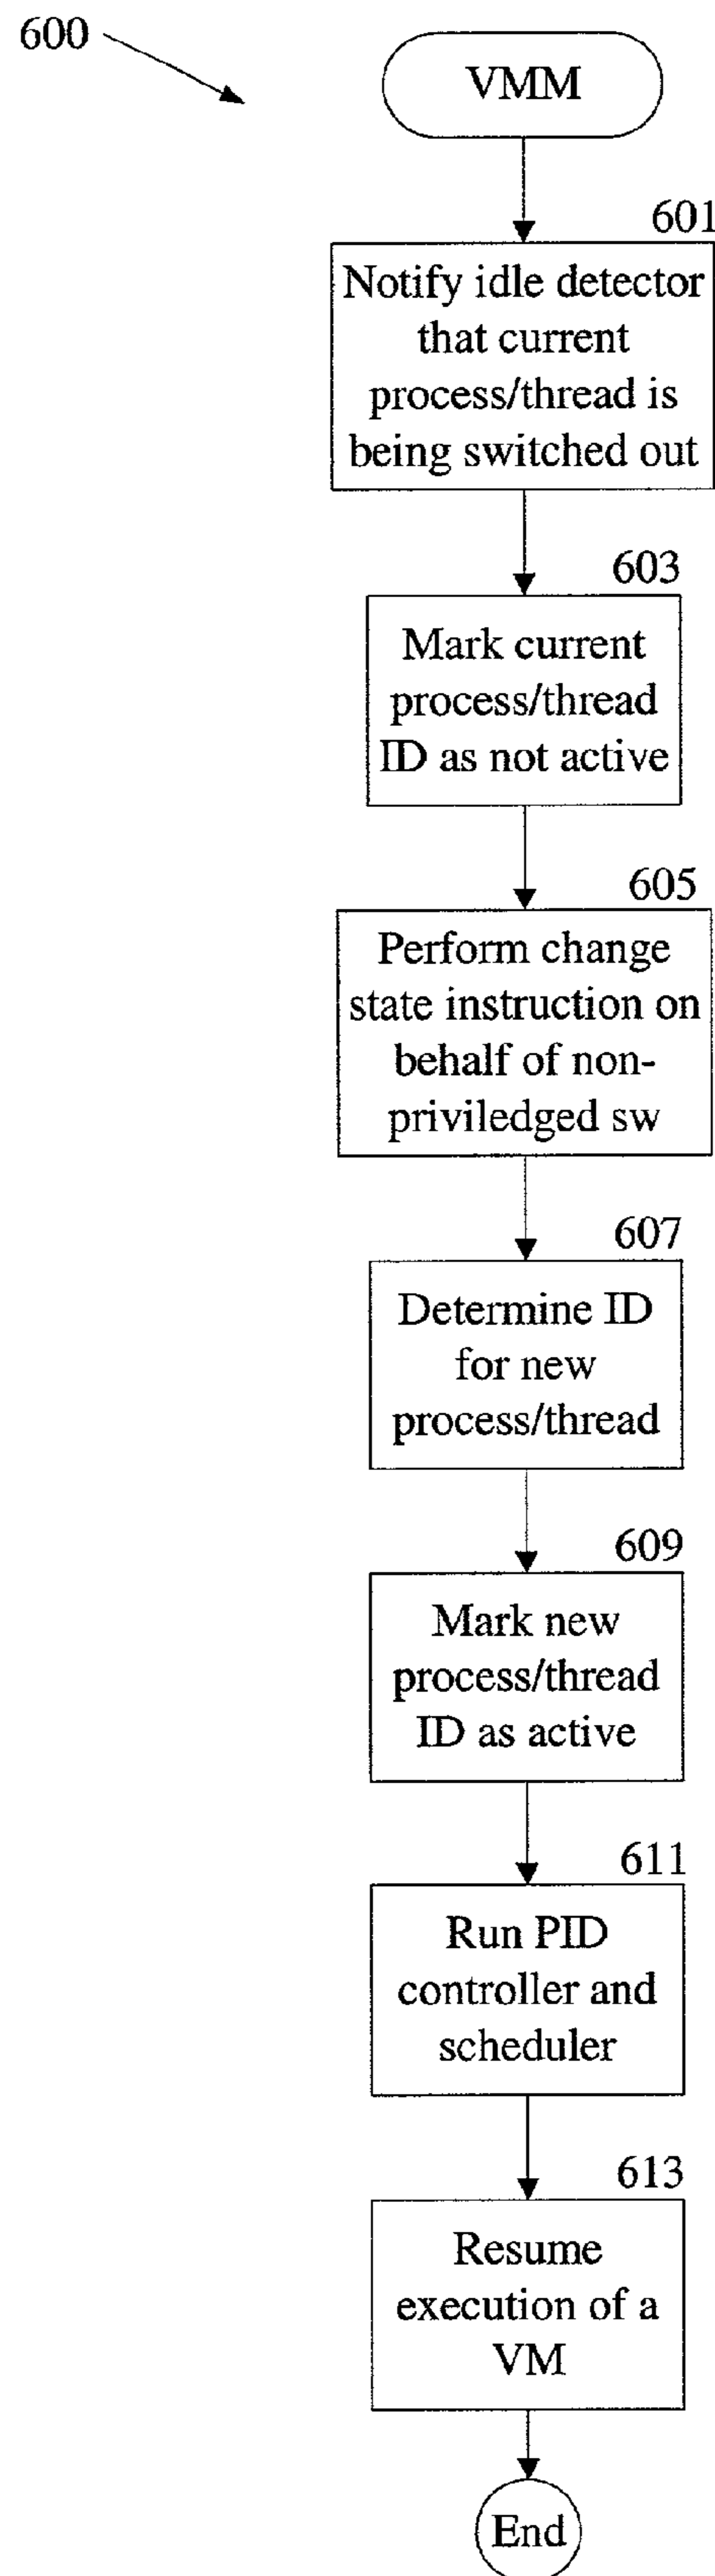 600
VMM
601
Notify idle detector
that current
process/thread is
being switched out
603
Mark current
process/thread
ID as not active
605
Perform change
state instruction on
behalf of non-
priviledged sw
607
Determine ID
for new
process/thread
609
Mark new
process/thread
ID as active
611
Run PID
controller and
scheduler
613
Resume
execution of a
VM
End